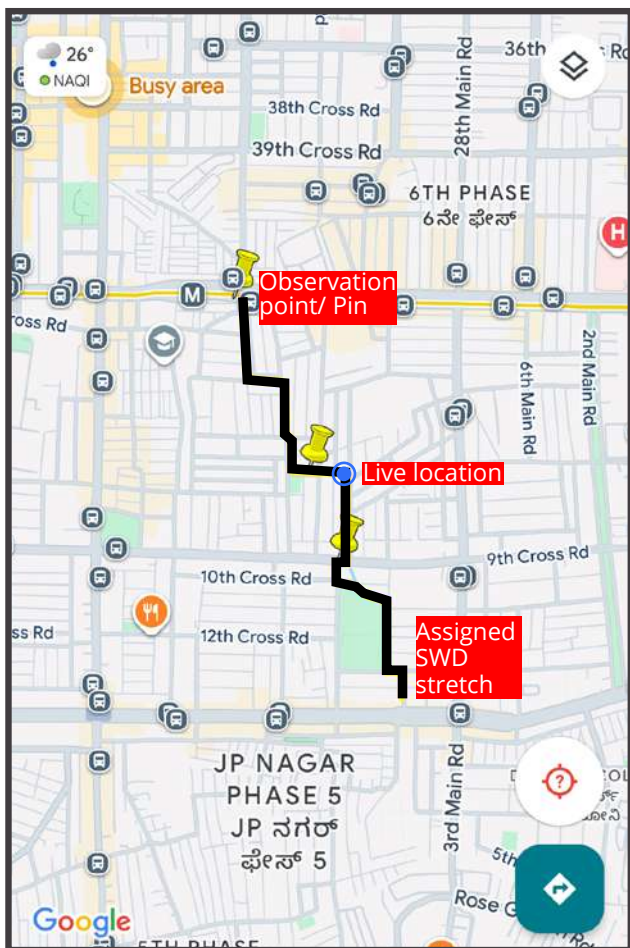 26°
NAQI
Busy area
36th
Rd
38th Cross Rd
28th Main Rd
39th Cross Rd
6TH PHASE
6ನೇ ಫೇಸ್
H
Observation
point/ Pin
M
ross Rd
2nd Main Rd
6th Main Rd
Live location
9th Cross Rd
10th Cross Rd
ss Rd
12th Cross Rd
Assigned
SWD
stretch
JP NAGAR
PHASE 5
JP ನಗರ್
ಫೇಸ್ 5
3rd Main Rd
?
5th
Rose G
Google
5TH PHASE